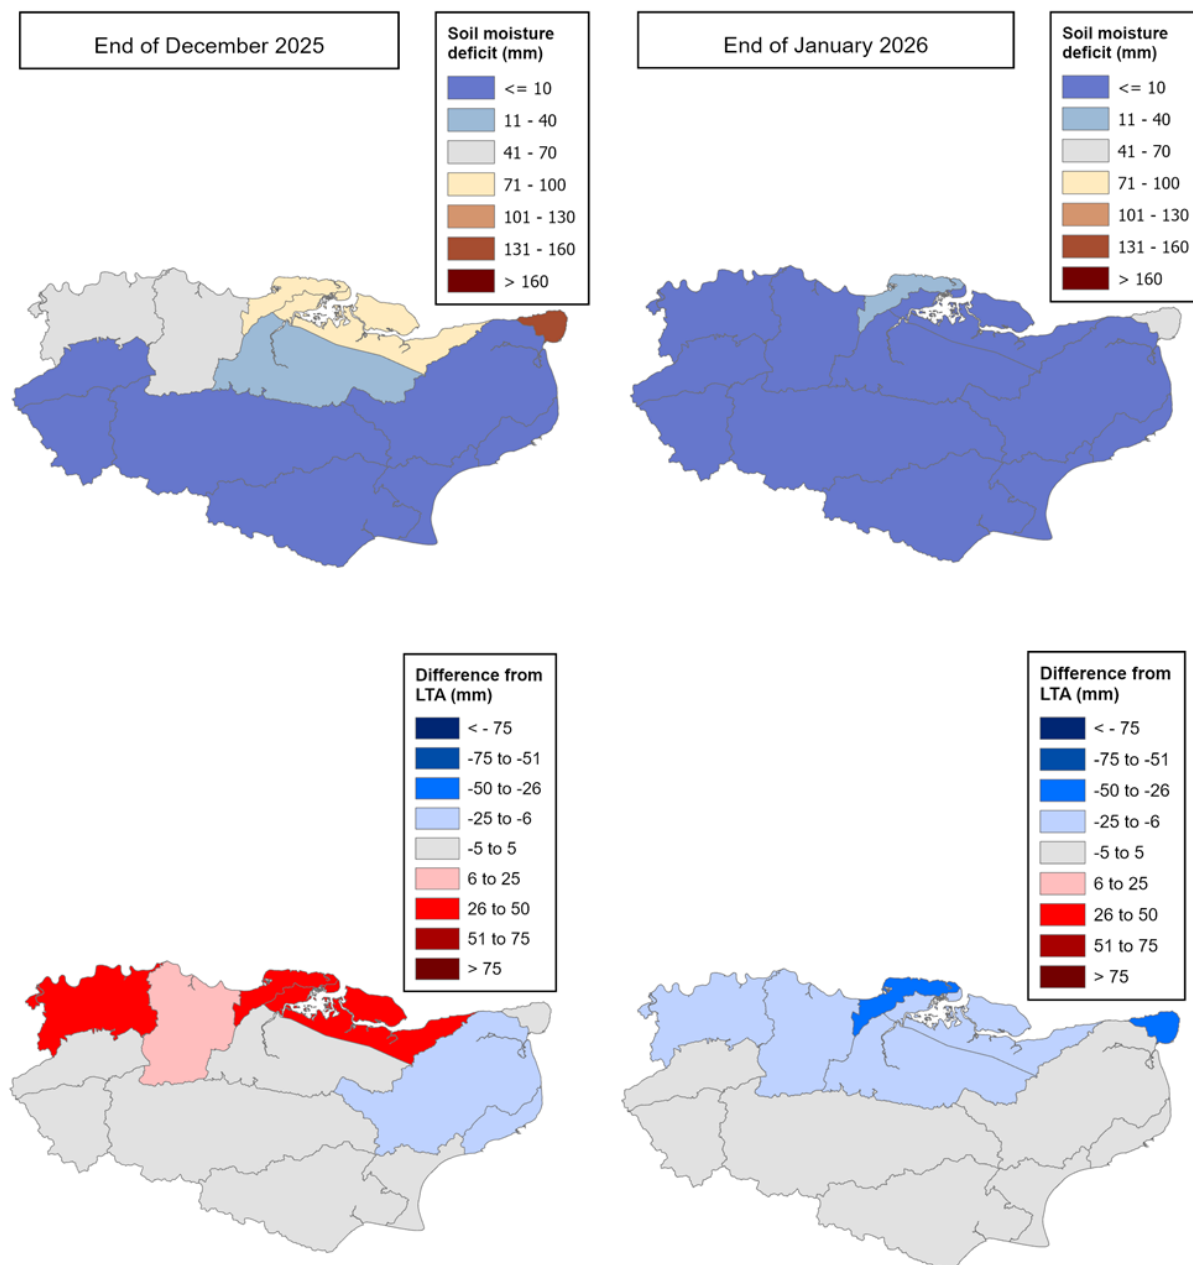 End of December 2025
Soil moisture
deficit (mm)
<= 10
11 - 40
41 - 70
71 - 100
101 - 130
131 - 160
> 160
End of January 2026
Soil moisture
deficit (mm)
<= 10
11 - 40
41 - 70
71 - 100
101 - 130
131 - 160
> 160
Difference from
LTA (mm)
< - 75
-75 to -51
-50 to -26
-25 to -6
-5 to 5
6 to 25
26 to 50
51 to 75
> 75
Difference from
LTA (mm)
< - 75
-75 to -51
-50 to -26
-25 to -6
-5 to 5
6 to 25
26 to 50
51 to 75
> 75